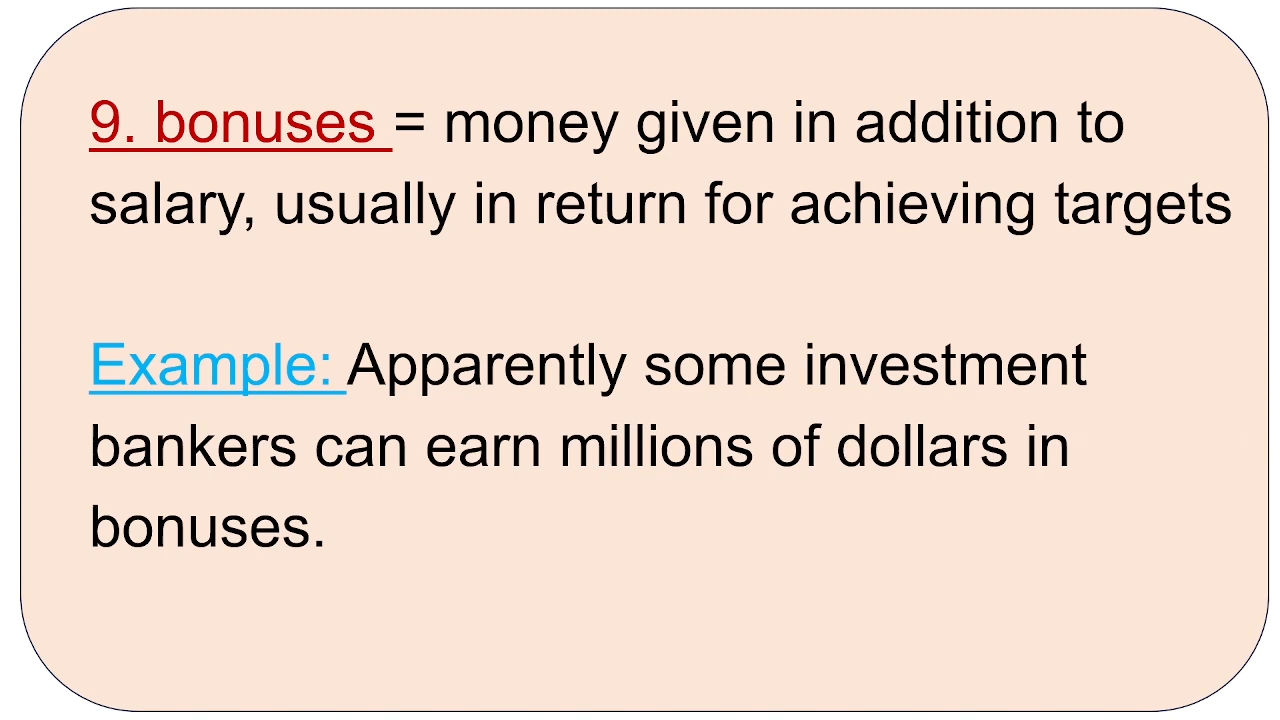 9. bonuses = money given in addition to
salary, usually in return for achieving targets
Example: Apparently some investment
bankers can earn millions of dollars in
bonuses.